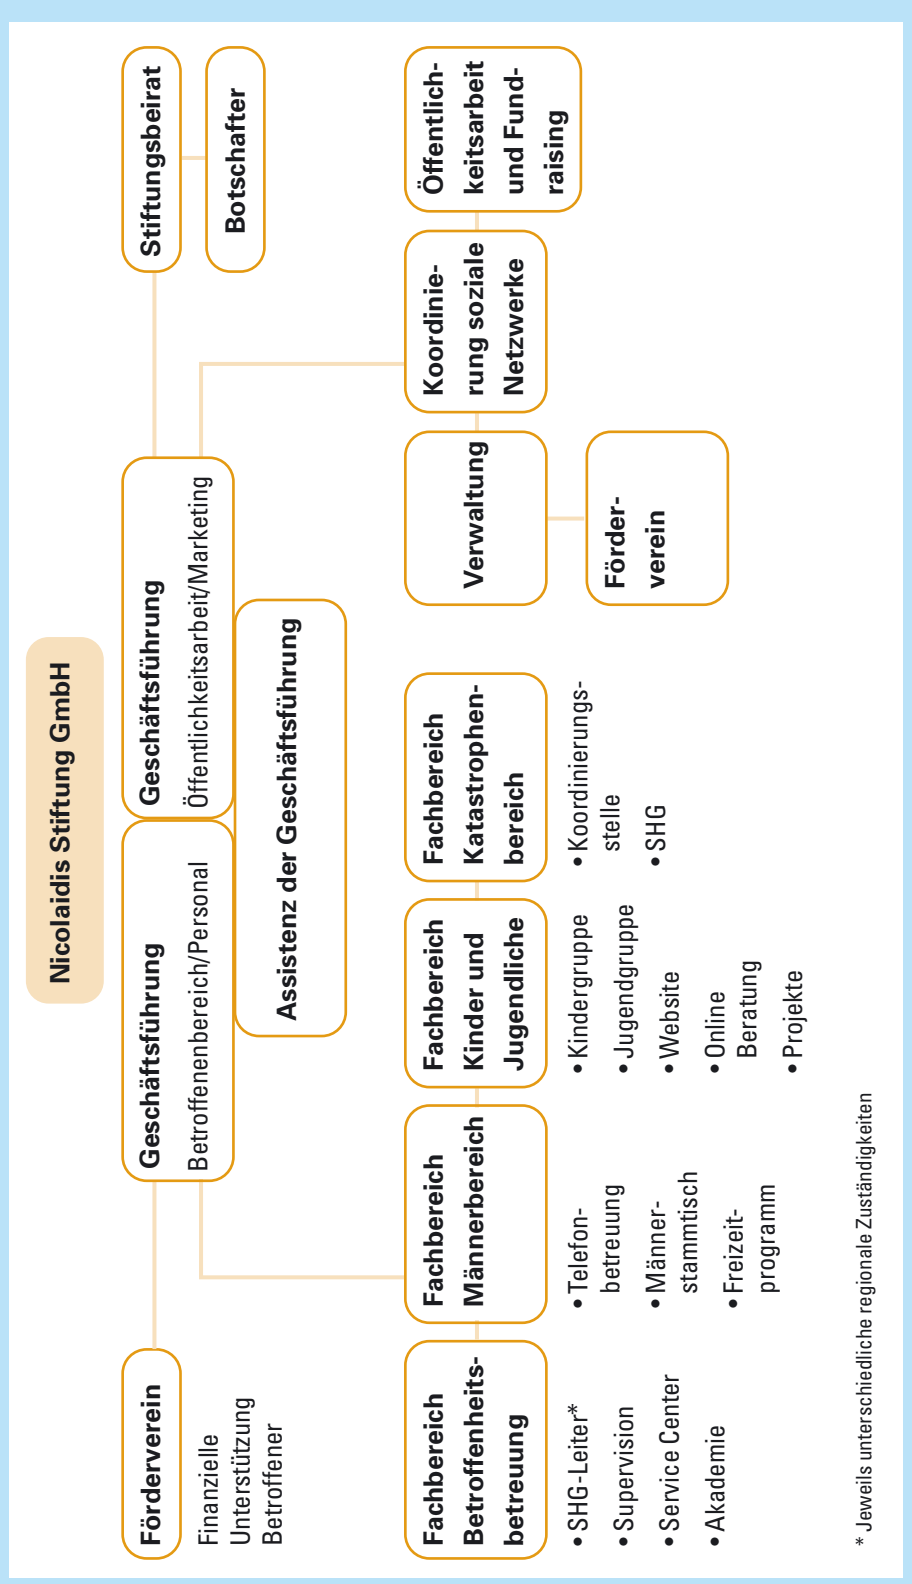 Nicolaidis Stiftung GmbH
Förderverein
Finanzielle
Unterstützung
Betroffener
Geschäftsführung
Betroffenenbereich/Personal
Geschäftsführung
Öffentlichkeitsarbeit/Marketing
Stiftungsbeirat
Botschafter
Assistenz der Geschäftsführung
Fachbereich
Betroffenheits-
betreuung
• SHG-Leiter*
• Supervision
• Service Center
• Akademie
Fachbereich
Männerbereich
• Telefon-
betreuung
• Männer-
stammtisch
• Freizeit-
programm
Fachbereich
Kinder und
Jugendliche
• Kindergruppe
• Jugendgruppe
• Website
• Online
Beratung
• Projekte
Fachbereich
Katastrophen-
bereich
• Koordinierungs-
stelle
• SHG
Verwaltung
Förder-
verein
Koordinie-
rung soziale
Netzwerke
Öffentlich-
keitsarbeit
und Fund-
raising
* Jeweils unterschiedliche regionale Zuständigkeiten